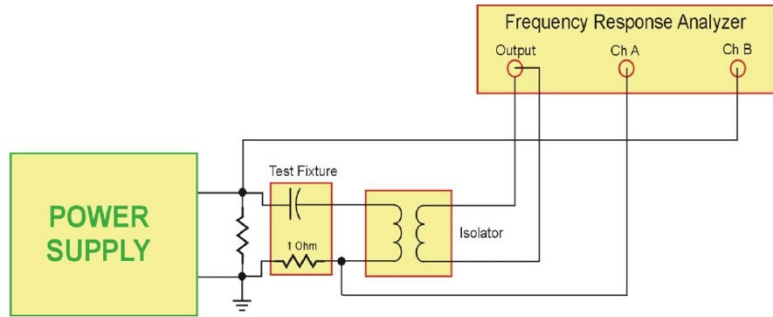 Frequency Response Analyzer
Output
Ch A
Ch B
Test Fixture
POWER
SUPPLY
1 Ohm
Isolator